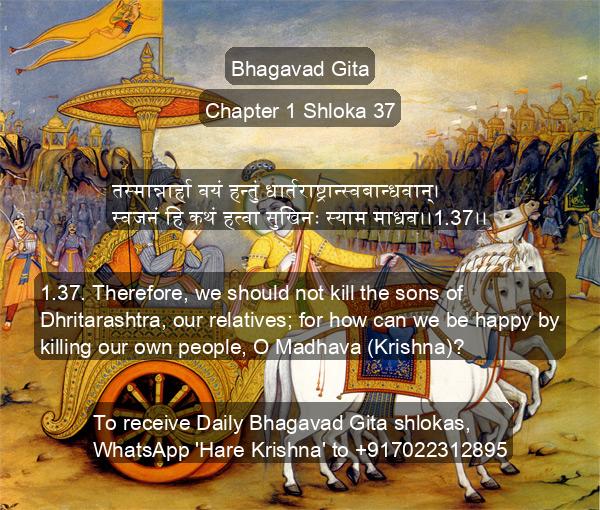 Bhagavad Gita
Chapter 1 Shloka 37
तस्मान्नार्हा वयं हन्तुं धार्तराष्ट्रान्स्वबान्धवान्।
स्वजनं हि कथं हत्वा सुखिनः स्याम माधव।।1.37।।
1.37. Therefore, we should not kill the sons of
Dhritarashtra, our relatives; for how can we be happy by
killing our own people, O Madhava (Krishna)?
To receive Daily Bhagavad Gita shlokas,
WhatsApp 'Hare Krishna' to +917022312895